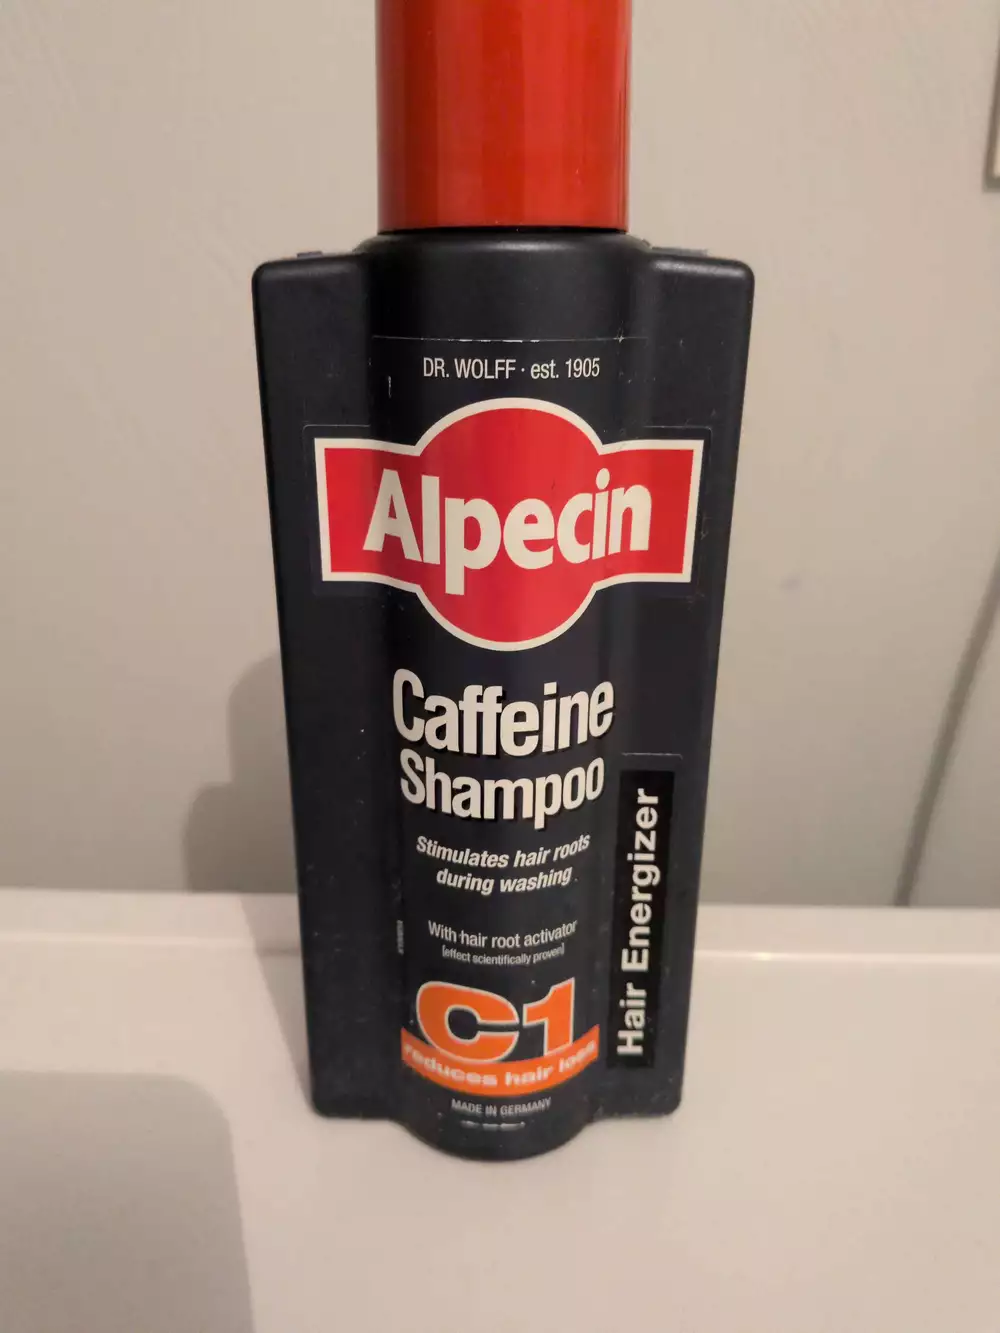 DR. WOLFF · est. 1905
Alpecin
Caffeine
Shampoo
Stimulates hair roots
during washing
With hair root activator
[effect scientifically proven]
C1
reduces hair loss
MADE IN GERMANY
Hair Energizer